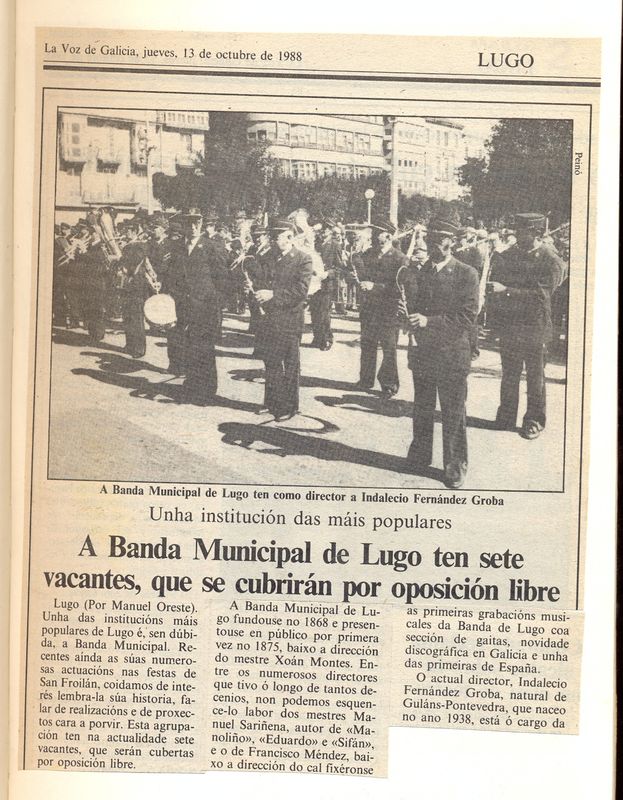 La Voz de Galicia, jueves, 13 de octubre de 1988
LUGO
Peinó
A Banda Municipal de Lugo ten como director a Indalecio Fernández Groba
Unha institución das máis populares
A Banda Municipal de Lugo ten sete
vacantes, que se cubrirán por oposición libre
Lugo (Por Manuel Oreste).
Unha das institucións máis
populares de Lugo é, sen dúbi-
da, a Banda Municipal. Re-
centes aínda as súas numero-
sas actuacións nas festas de
San Froilán, coidamos de inte-
rés lembra-la súa historia, fa-
lar de realizacións e de proxec-
tos cara a porvir. Esta agrupa-
ción ten na actualidade sete
vacantes, que serán cubertas
por oposición libre.
A Banda Municipal de Lu-
go fundouse no 1868 e presen-
touse en público por primera
vez no 1875, baixo a dirección
do mestre Xoán Montes. En-
tre os numerosos directores
que tivo ó longo de tantos de-
cenios, non podemos esquen-
ce-lo labor dos mestres Ma-
nuel Sariñena, autor de «Ma-
noliño», «Eduardo» e «Sifán»,
e o de Francisco Méndez, bai-
xo a dirección do cal fixéronse
as primeiras grabacións musi-
cales da Banda de Lugo coa
sección de gaitas, novidade
discográfica en Galicia e unha
das primeiras de España.
O actual director, Indalecio
Fernández Groba, natural de
Guláns-Pontevedra, que naceo
no ano 1938, está ó cargo da